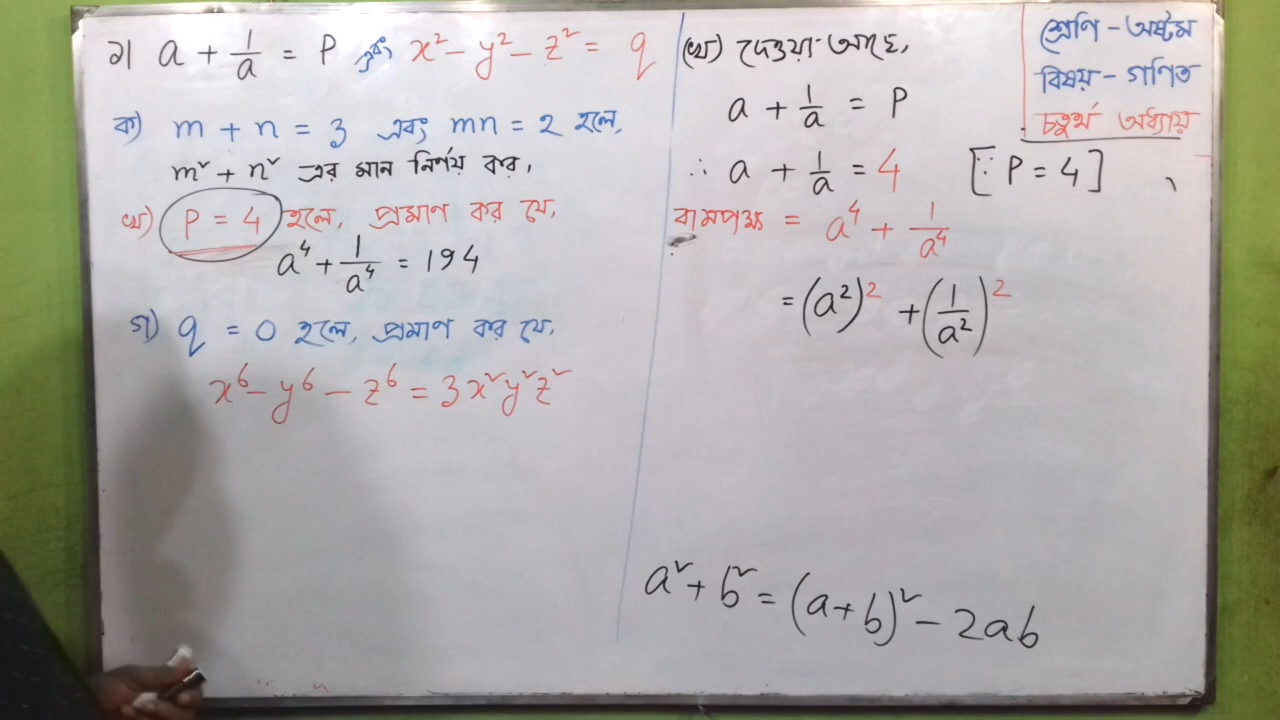 ১। a + 1/a = P এবং x² - y² - z² = q
ক) m + n = 3 এবং mn = 2 হলে,
m² + n² এর মান নির্ণয় কর,
খ) P = 4 হলে, প্রমাণ কর যে,
a⁴ + 1/a⁴ = 194
গ) q = 0 হলে, প্রমাণ কর যে,
x⁶ - y⁶ - z⁶ = 3x²y²z²
(খ) দেওয়া আছে,
a + 1/a = P
∴ a + 1/a = 4 [∵ P = 4]
বামপক্ষ = a⁴ + 1/a⁴
= (a²)² + (1/a²)²
a² + b² = (a+b)² - 2ab
শ্রেণি - অষ্টম
বিষয় - গণিত
চতুর্থ অধ্যায়